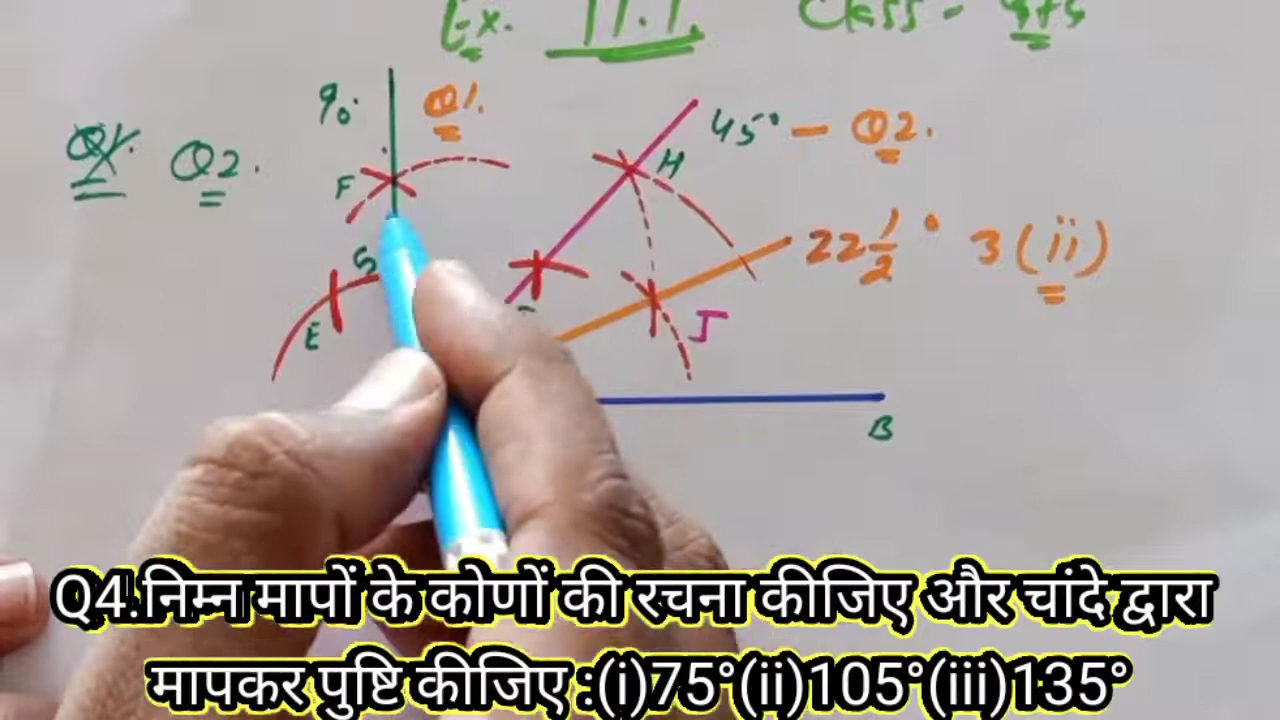 Ex. 11.1 Class - 9th
90° Q1.
Q1. Q2.
45° - Q2.
F H
22 1/2° 3 (ii)
G
E J
B
Q4.निम्न मापों के कोणों की रचना कीजिए और चांदे द्वारा
मापकर पुष्टि कीजिए :(i)75°(ii)105°(iii)135°